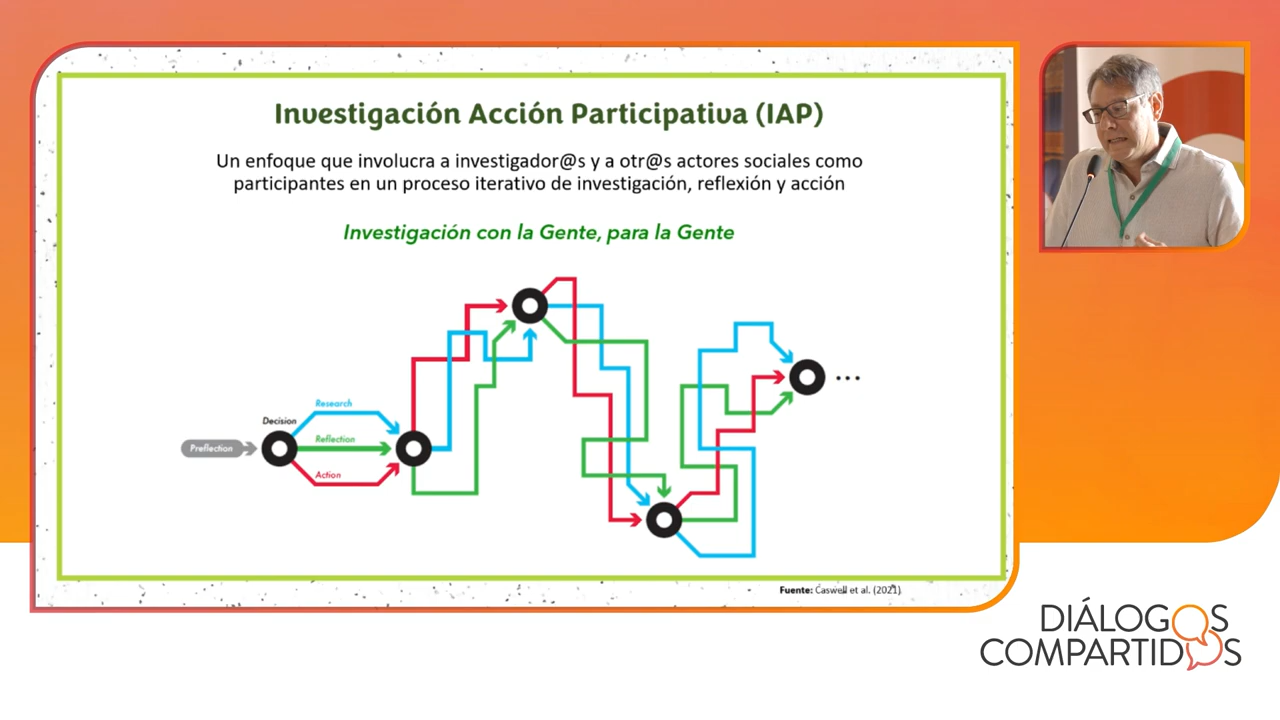 Investigación Acción Participativa (IAP)
Un enfoque que involucra a investigador@s y a otr@s actores sociales como
participantes en un proceso iterativo de investigación, reflexión y acción
Investigación con la Gente, para la Gente
Preflection
Decision
Research
Reflection
Action
...
Fuente: Caswell et al. (2021)
DIÁLOGOS
COMPARTIDOS